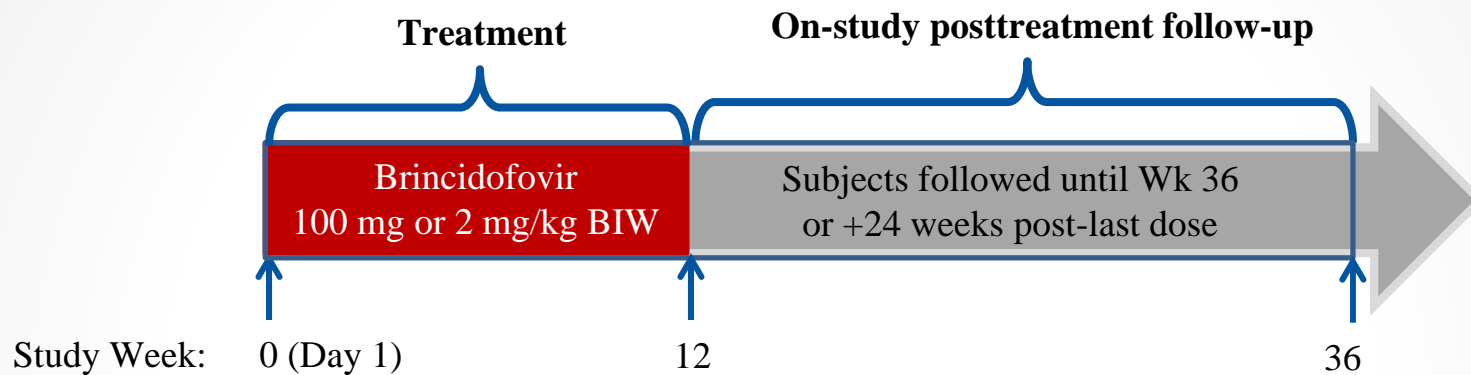 Treatment
On-study posttreatment follow-up
Brincidofovir
100 mg or 2 mg/kg BIW
Subjects followed until Wk 36
or +24 weeks post-last dose
Study Week: 0 (Day 1) 12 36